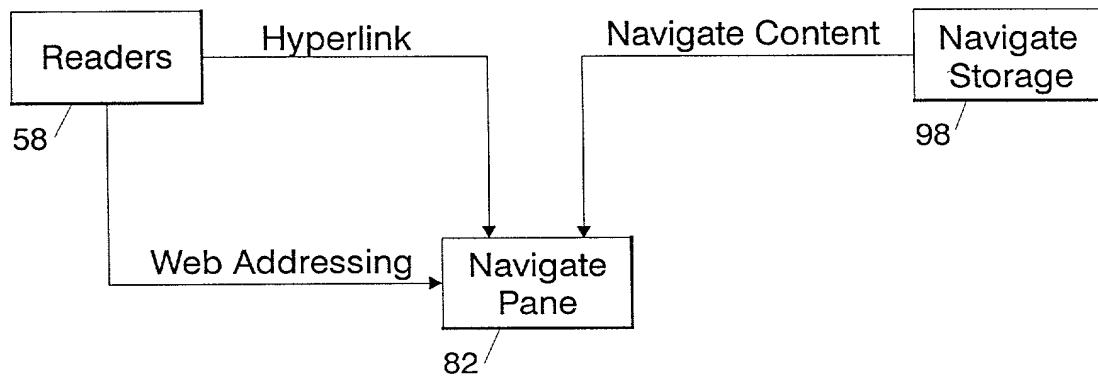 Readers
Hyperlink
Navigate Content
Navigate
Storage
58
98
Web Addressing
Navigate
Pane
82